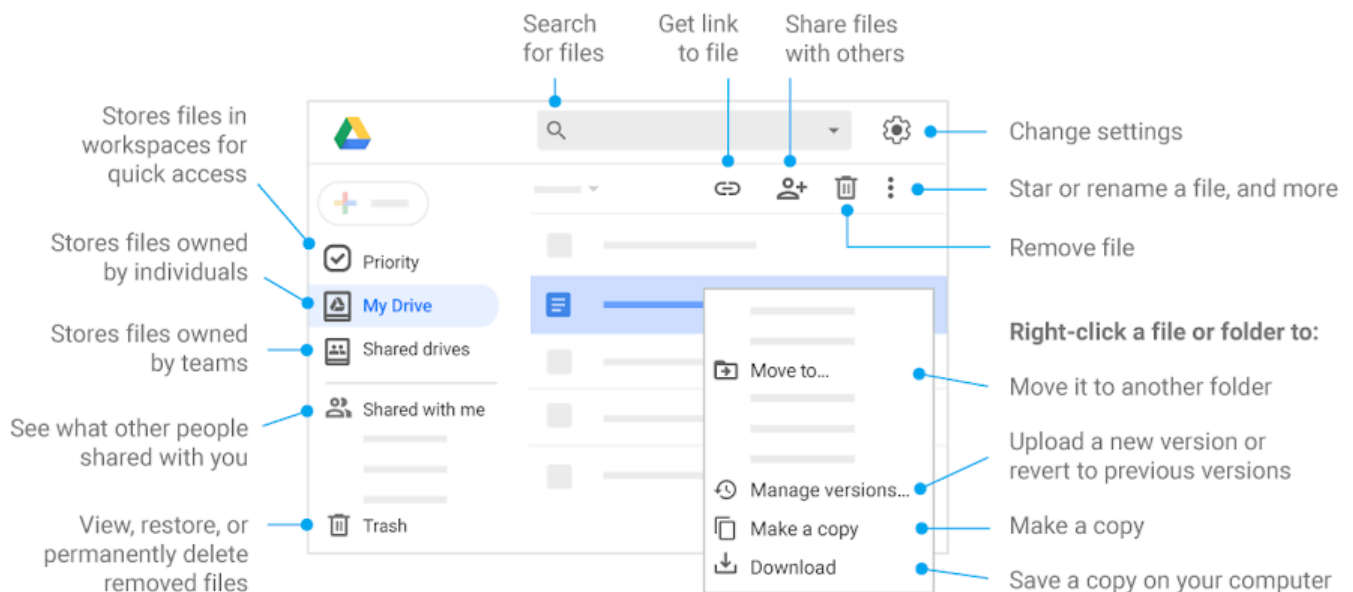 Search
for files
Get link
to file
Share files
with others
Stores files in
workspaces for
quick access
Stores files owned
by individuals
Stores files owned
by teams
See what other people
shared with you
View, restore, or
permanently delete
removed files
Priority
My Drive
Shared drives
Shared with me
Trash
Move to...
Manage versions...
Make a copy
Download
Change settings
Star or rename a file, and more
Remove file
Right-click a file or folder to:
Move it to another folder
Upload a new version or
revert to previous versions
Make a copy
Save a copy on your computer